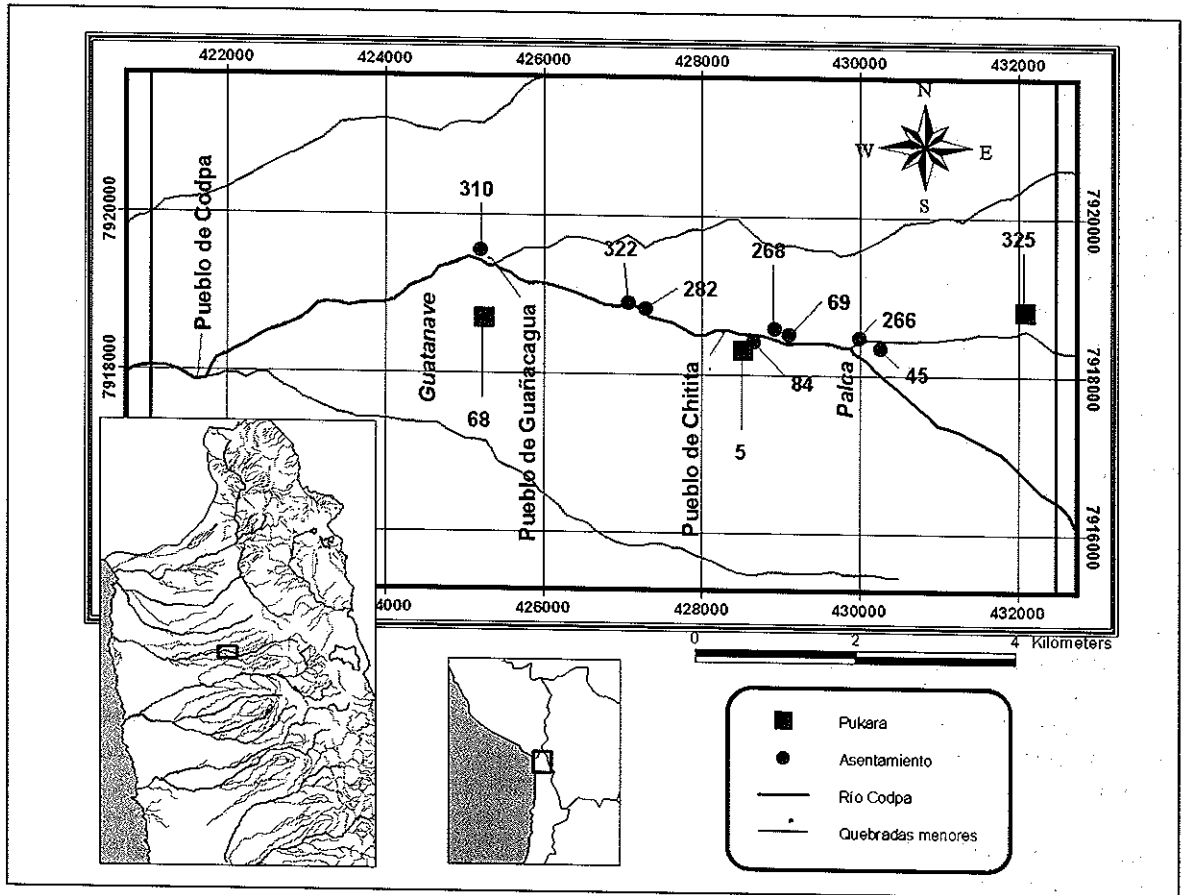 422000 424000 426000 428000 430000 432000
N
W E
S
7920000
7918000
7920000
7918000
7916000
Pueblo de Codpa
310
Guatanave
68
Pueblo de Guañacagua
322
282
268
69
325
266
45
84
5
Pueblo de Chitita
Palca
24000 426000 428000 430000 432000
0 2 4 Kilometers
Pukara
Asentamiento
Río Codpa
Quebradas menores